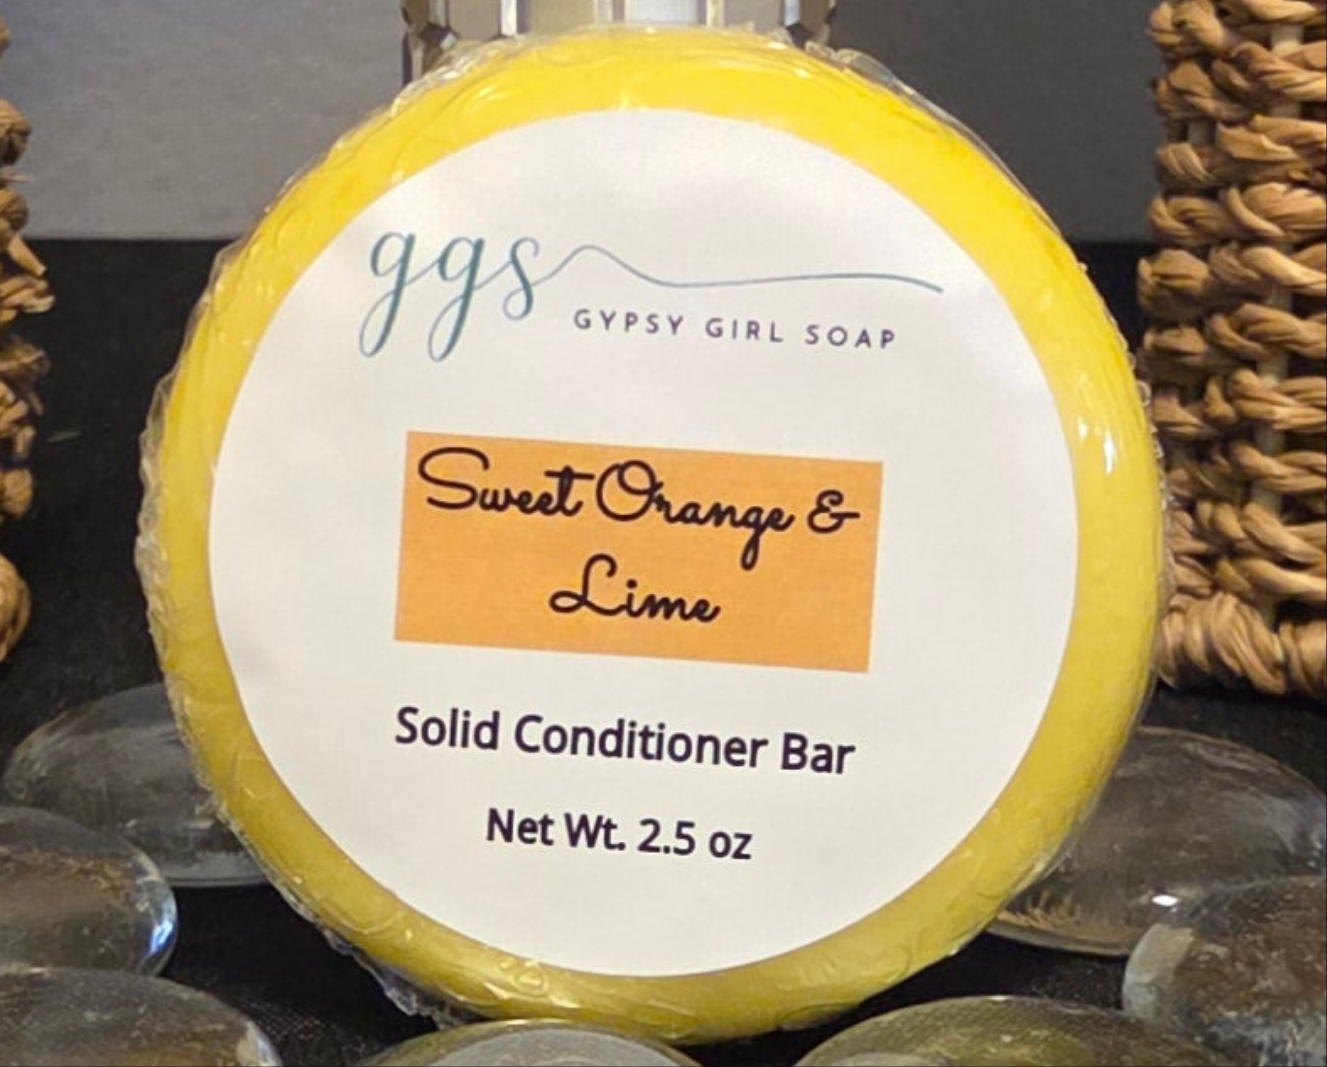 ggs
GYPSY GIRL SOAP
Sweet Orange &
Lime
Solid Conditioner Bar
Net Wt. 2.5 oz